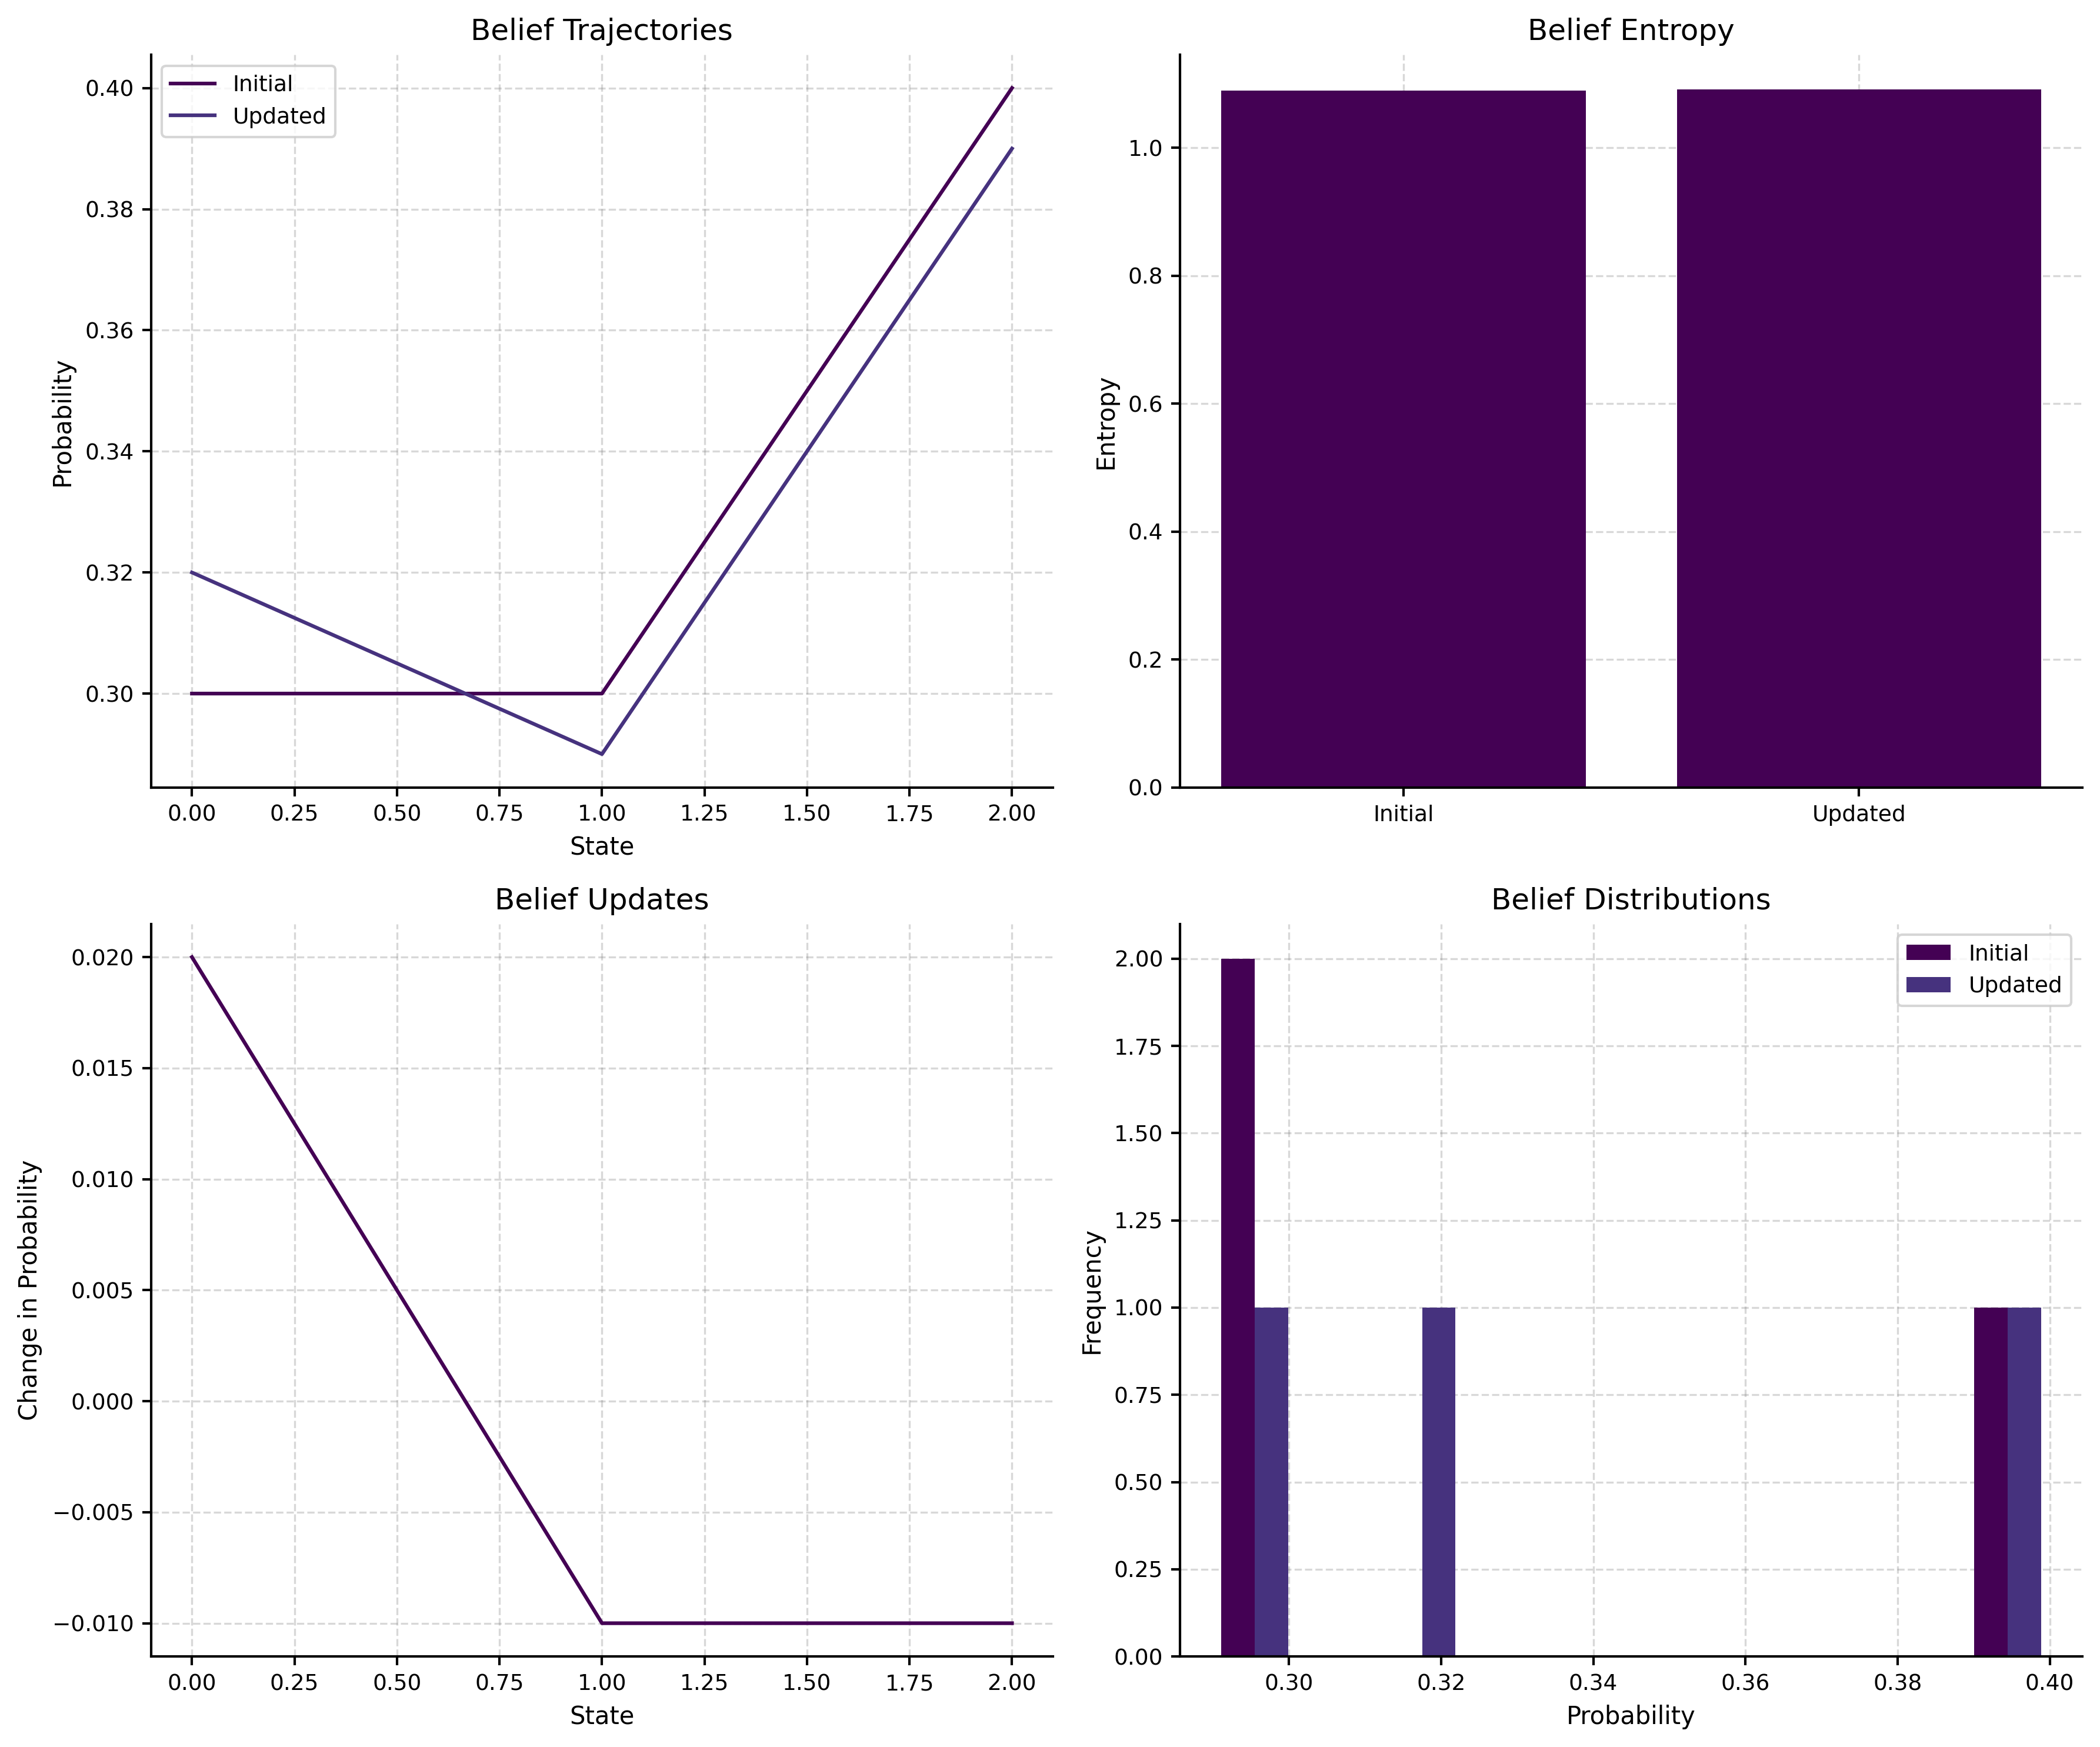 Belief Trajectories
Initial
Updated
Probability
0.40
0.38
0.36
0.34
0.32
0.30
0.00 0.25 0.50 0.75 1.00 1.25 1.50 1.75 2.00
State
Belief Entropy
Entropy
1.0
0.8
0.6
0.4
0.2
0.0
Initial Updated
Belief Updates
Change in Probability
0.020
0.015
0.010
0.005
0.000
−0.005
−0.010
0.00 0.25 0.50 0.75 1.00 1.25 1.50 1.75 2.00
State
Belief Distributions
Initial
Updated
Frequency
2.00
1.75
1.50
1.25
1.00
0.75
0.50
0.25
0.00
0.30 0.32 0.34 0.36 0.38 0.40
Probability